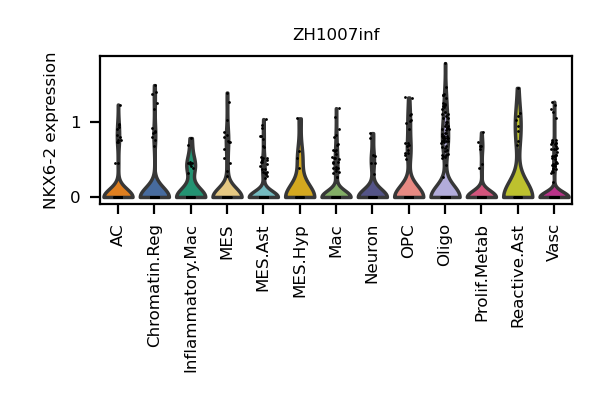 ZH1007inf
NKX6-2 expression
1
0
AC
Chromatin.Reg
Inflammatory.Mac
MES
MES.Ast
MES.Hyp
Mac
Neuron
OPC
Oligo
Prolif.Metab
Reactive.Ast
Vasc